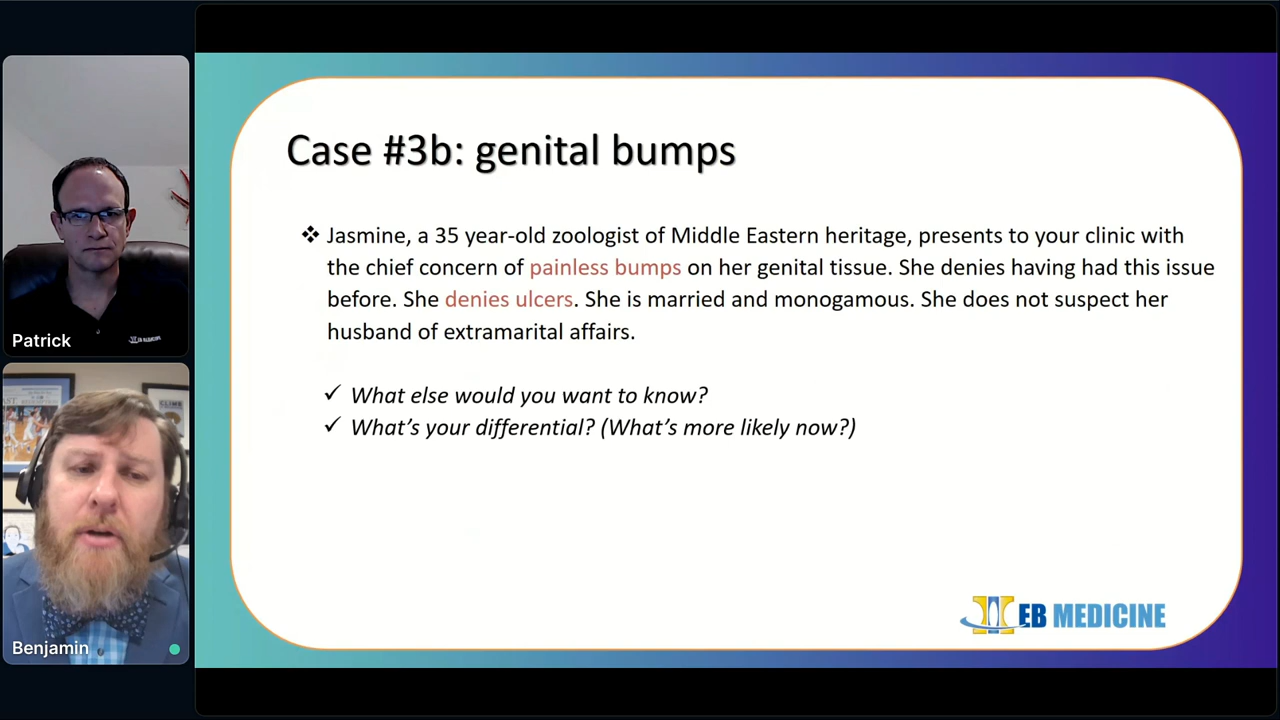 Case #3b: genital bumps
❖ Jasmine, a 35 year-old zoologist of Middle Eastern heritage, presents to your clinic with
the chief concern of painless bumps on her genital tissue. She denies having had this issue
before. She denies ulcers. She is married and monogamous. She does not suspect her
husband of extramarital affairs.
✓ What else would you want to know?
✓ What's your differential? (What's more likely now?)
EB MEDICINE
Patrick
EB MEDICINE
Benjamin